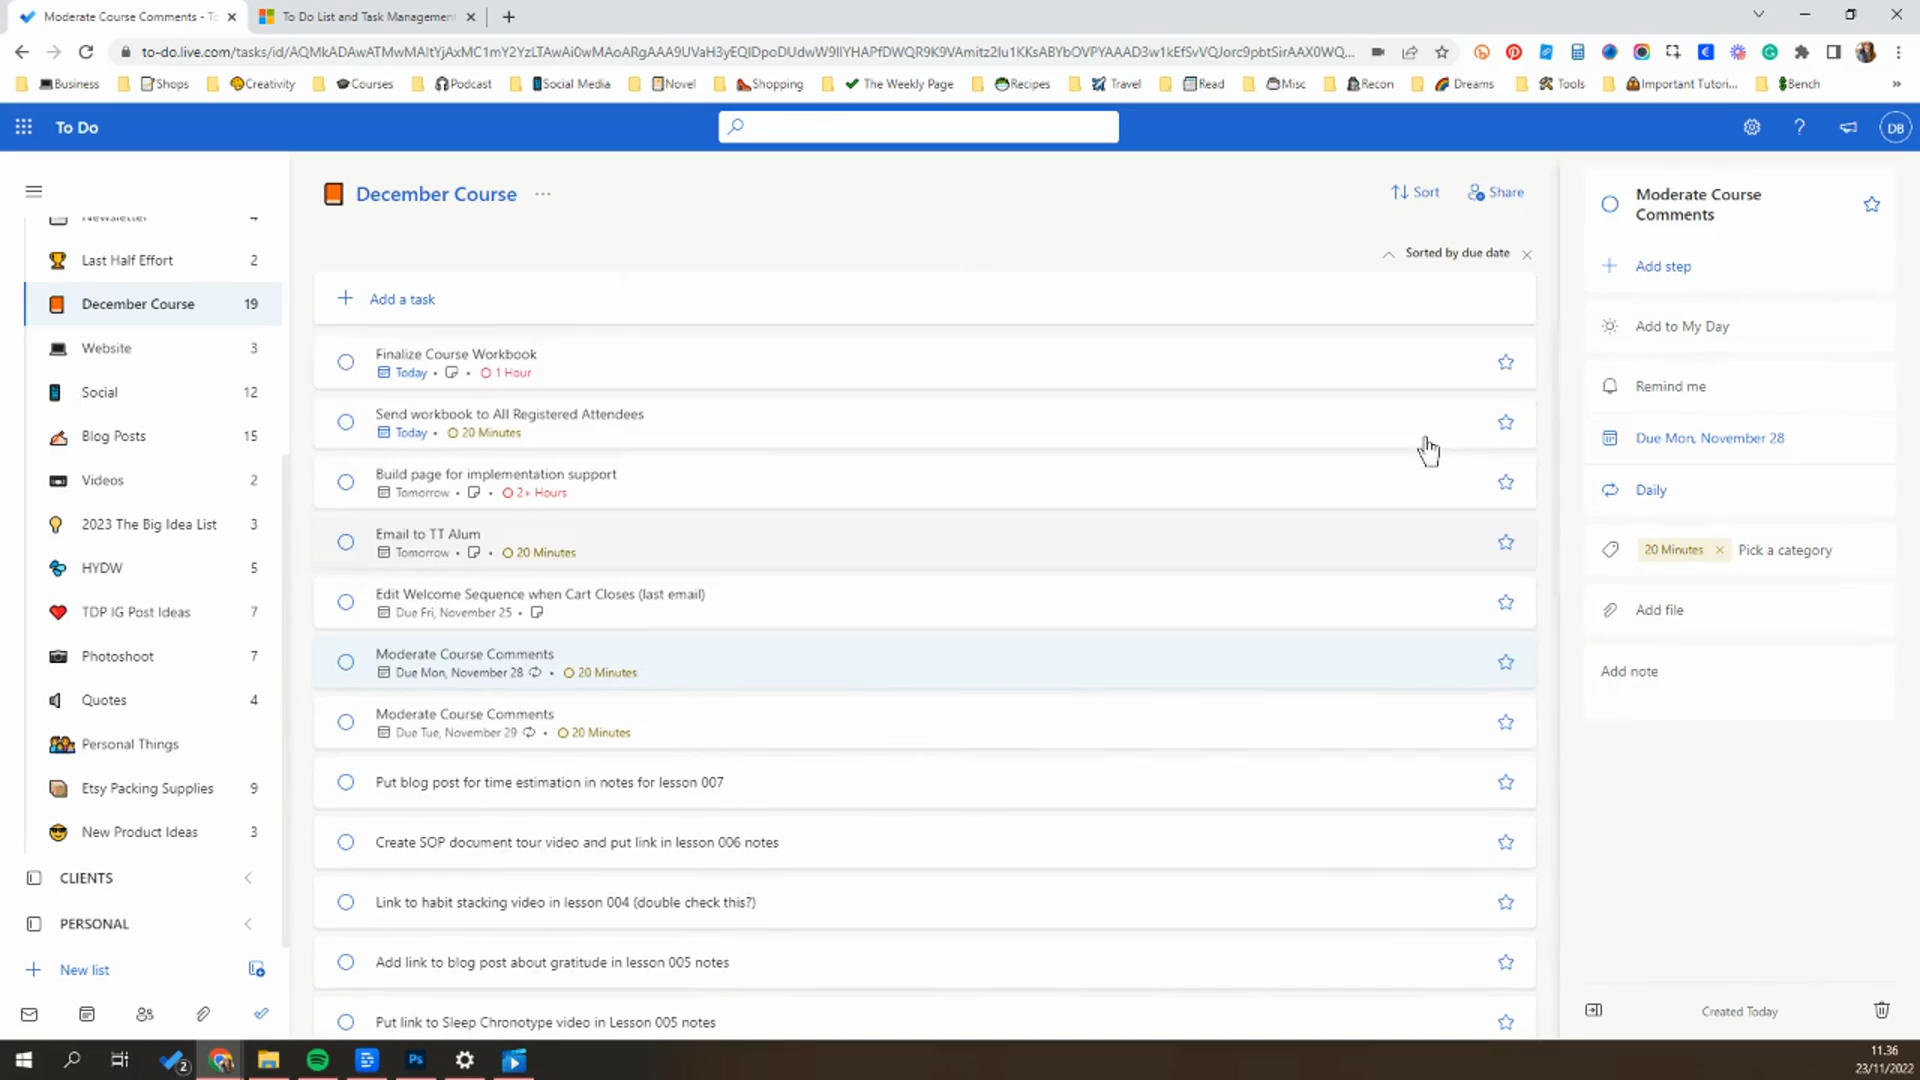 Moderate Course Comments - To
To Do List and Task Management
to-do.live.com/tasks/id/AQMkADAwATMwMAItYjAxMC1mY2YzLTAwAi0wMAoARgAAA9UVaH3yEQlDpoDUdwW9IIYHAPfDWQR9K9VAmitz2Iu1KKsABYbOVPYAAAD3w1kEfSvVQJorc9pbtSirAAX0WQ...
Business
Shops
Creativity
Courses
Podcast
Social Media
Novel
Shopping
The Weekly Page
Recipes
Travel
Read
Misc
Recon
Dreams
Tools
Important Tutori...
Bench
To Do
DB
Newsletter 4
Last Half Effort 2
December Course 19
Website 3
Social 12
Blog Posts 15
Videos 2
2023 The Big Idea List 3
HYDW 5
TDP IG Post Ideas 7
Photoshoot 7
Quotes 4
Personal Things
Etsy Packing Supplies 9
New Product Ideas 3
CLIENTS
PERSONAL
New list
December Course ...
Sort
Share
Sorted by due date
Add a task
Finalize Course Workbook
Today • • 1 Hour
Send workbook to All Registered Attendees
Today • 20 Minutes
Build page for implementation support
Tomorrow • • 2+ Hours
Email to TT Alum
Tomorrow • • 20 Minutes
Edit Welcome Sequence when Cart Closes (last email)
Due Fri, November 25 •
Moderate Course Comments
Due Mon, November 28 • 20 Minutes
Moderate Course Comments
Due Tue, November 29 • 20 Minutes
Put blog post for time estimation in notes for lesson 007
Create SOP document tour video and put link in lesson 006 notes
Link to habit stacking video in lesson 004 (double check this?)
Add link to blog post about gratitude in lesson 005 notes
Put link to Sleep Chronotype video in Lesson 005 notes
Moderate Course
Comments
Add step
Add to My Day
Remind me
Due Mon, November 28
Daily
20 Minutes × Pick a category
Add file
Add note
Created Today
2
Ps
11.36
23/11/2022